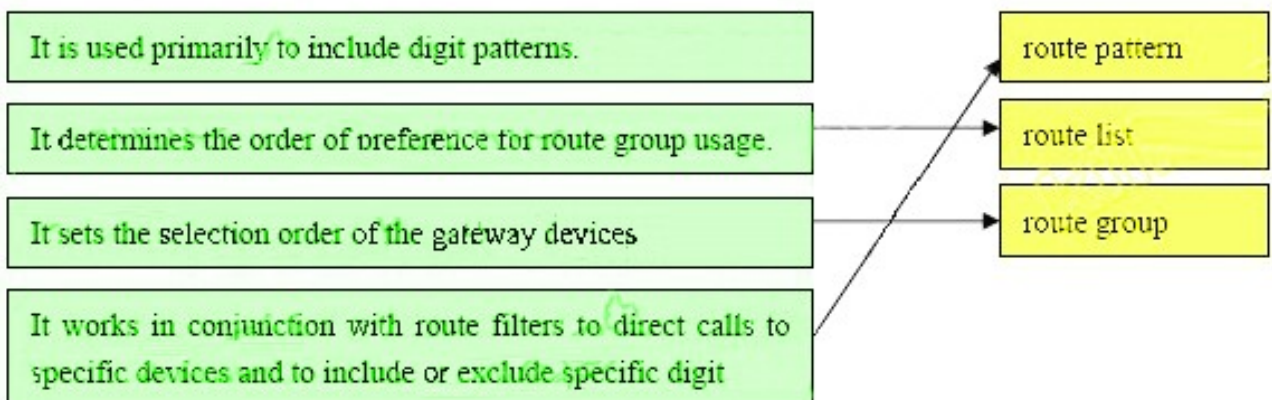 It is used primarily to include digit patterns.
route pattern
It determines the order of preference for route group usage.
route list
It sets the selection order of the gateway devices
route group
It works in conjunction with route filters to direct calls to
specific devices and to include or exclude specific digit